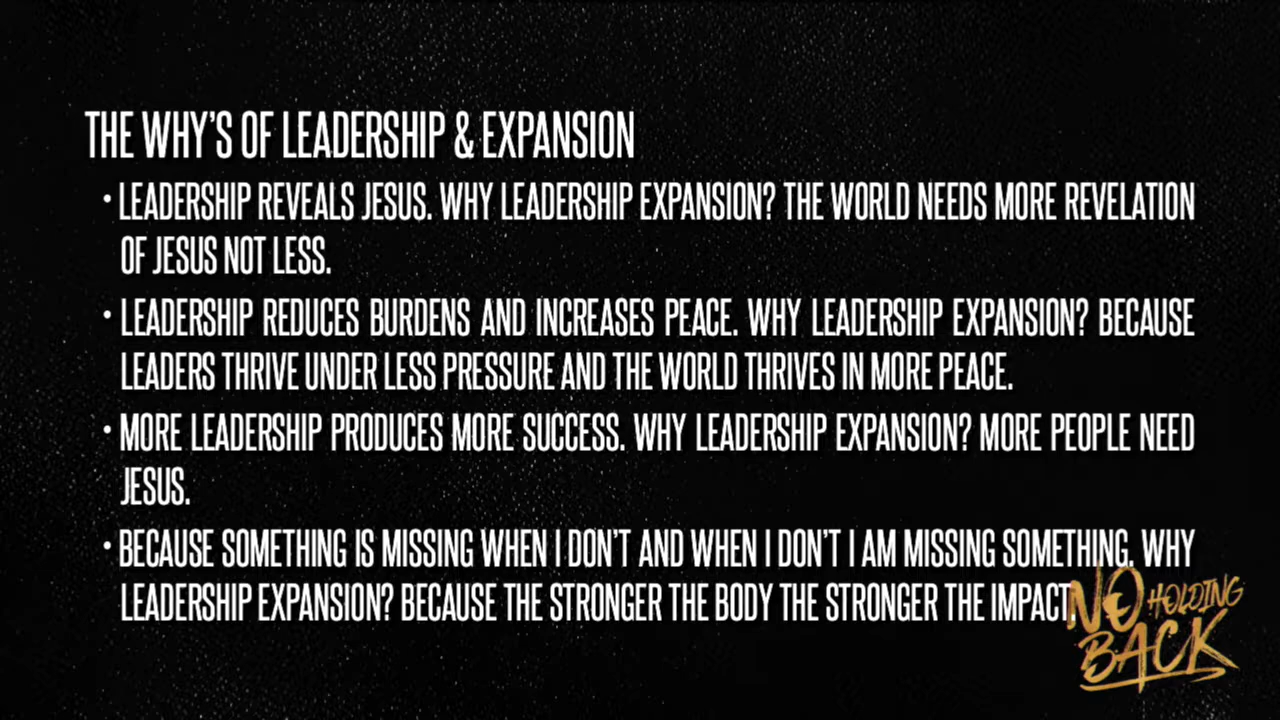 THE WHY'S OF LEADERSHIP & EXPANSION
• LEADERSHIP REVEALS JESUS. WHY LEADERSHIP EXPANSION? THE WORLD NEEDS MORE REVELATION
OF JESUS NOT LESS.
• LEADERSHIP REDUCES BURDENS AND INCREASES PEACE. WHY LEADERSHIP EXPANSION? BECAUSE
LEADERS THRIVE UNDER LESS PRESSURE AND THE WORLD THRIVES IN MORE PEACE.
• MORE LEADERSHIP PRODUCES MORE SUCCESS. WHY LEADERSHIP EXPANSION? MORE PEOPLE NEED
JESUS.
• BECAUSE SOMETHING IS MISSING WHEN I DON'T AND WHEN I DON'T I AM MISSING SOMETHING. WHY
LEADERSHIP EXPANSION? BECAUSE THE STRONGER THE BODY THE STRONGER THE IMPACT.
NO HOLDING
BACK